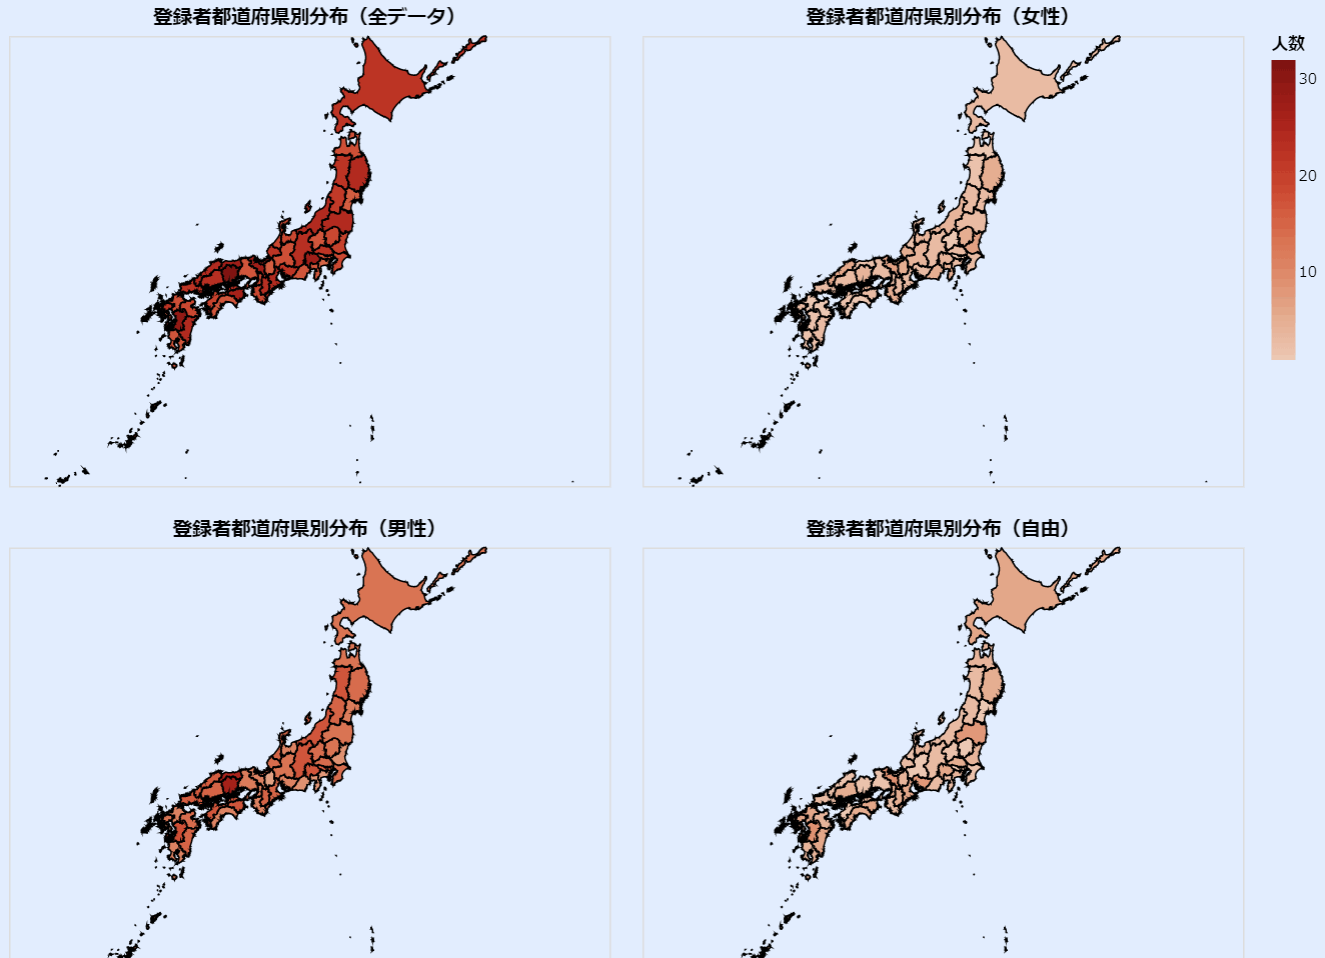 登録者都道府県別分布（全データ）
登録者都道府県別分布（女性）
人数
30
20
10
登録者都道府県別分布（男性）
登録者都道府県別分布（自由）